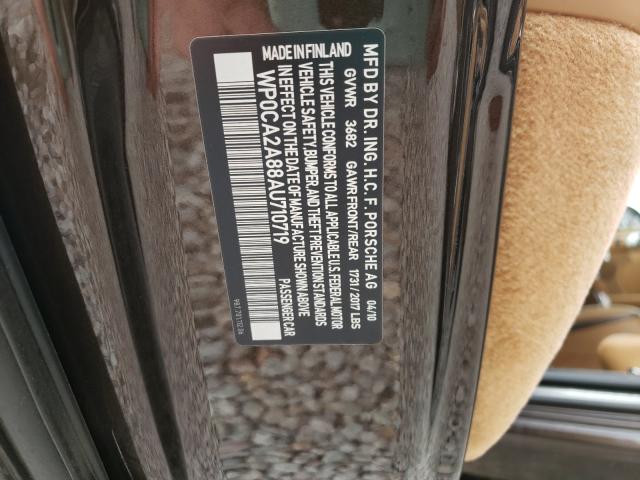 MFD BY DR. ING. H.C. F. PORSCHE AG 04/10
GVWR 3682 GAWR FRONT/REAR 1731/2017 LBS
THIS VEHICLE CONFORMS TO ALL APPLICABLE U.S. FEDERAL MOTOR
VEHICLE SAFETY, BUMPER, AND THEFT PREVENTION STANDARDS
IN EFFECT ON THE DATE OF MANUFACTURE SHOWN ABOVE
WP0CA2A88AU710719 PASSENGER CAR
MADE IN FINLAND